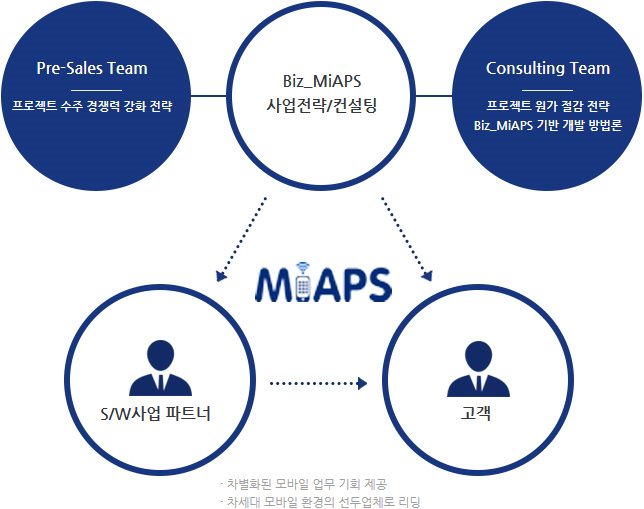 Pre-Sales Team
프로젝트 수주 경쟁력 강화 전략
Biz_MiAPS
사업전략/컨설팅
Consulting Team
프로젝트 원가 절감 전략
Biz_MiAPS 기반 개발 방법론
MiAPS
S/W사업 파트너
고객
· 차별화된 모바일 업무 기회 제공
· 차세대 모바일 환경의 선두업체로 리딩